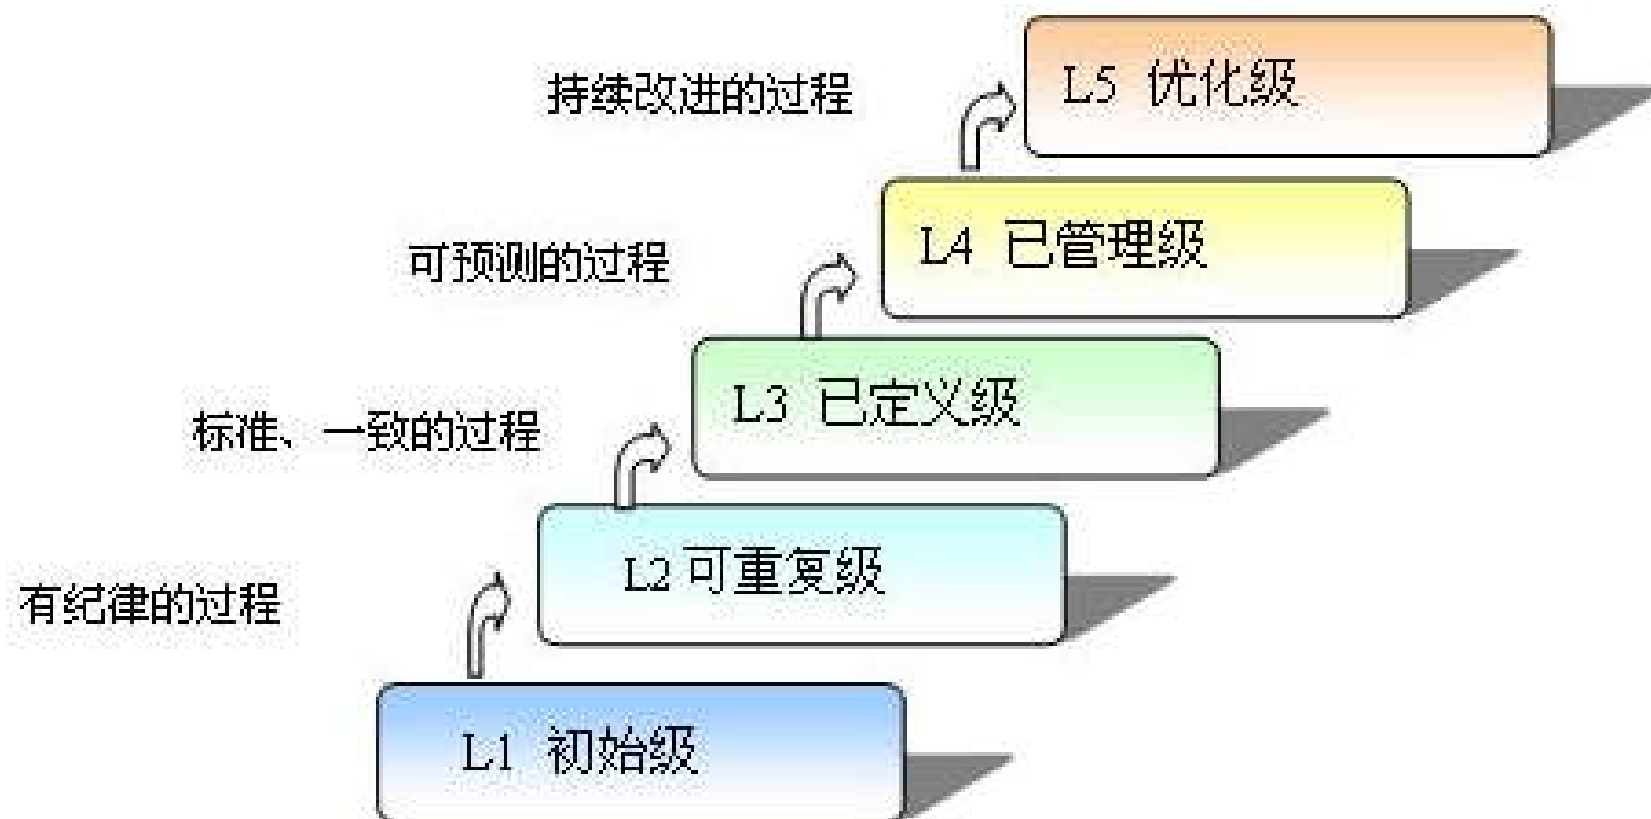 持续改进的过程
L5 优化级
可预测的过程
L4 已管理级
标准、一致的过程
L3 已定义级
有纪律的过程
L2可重复级
L1 初始级